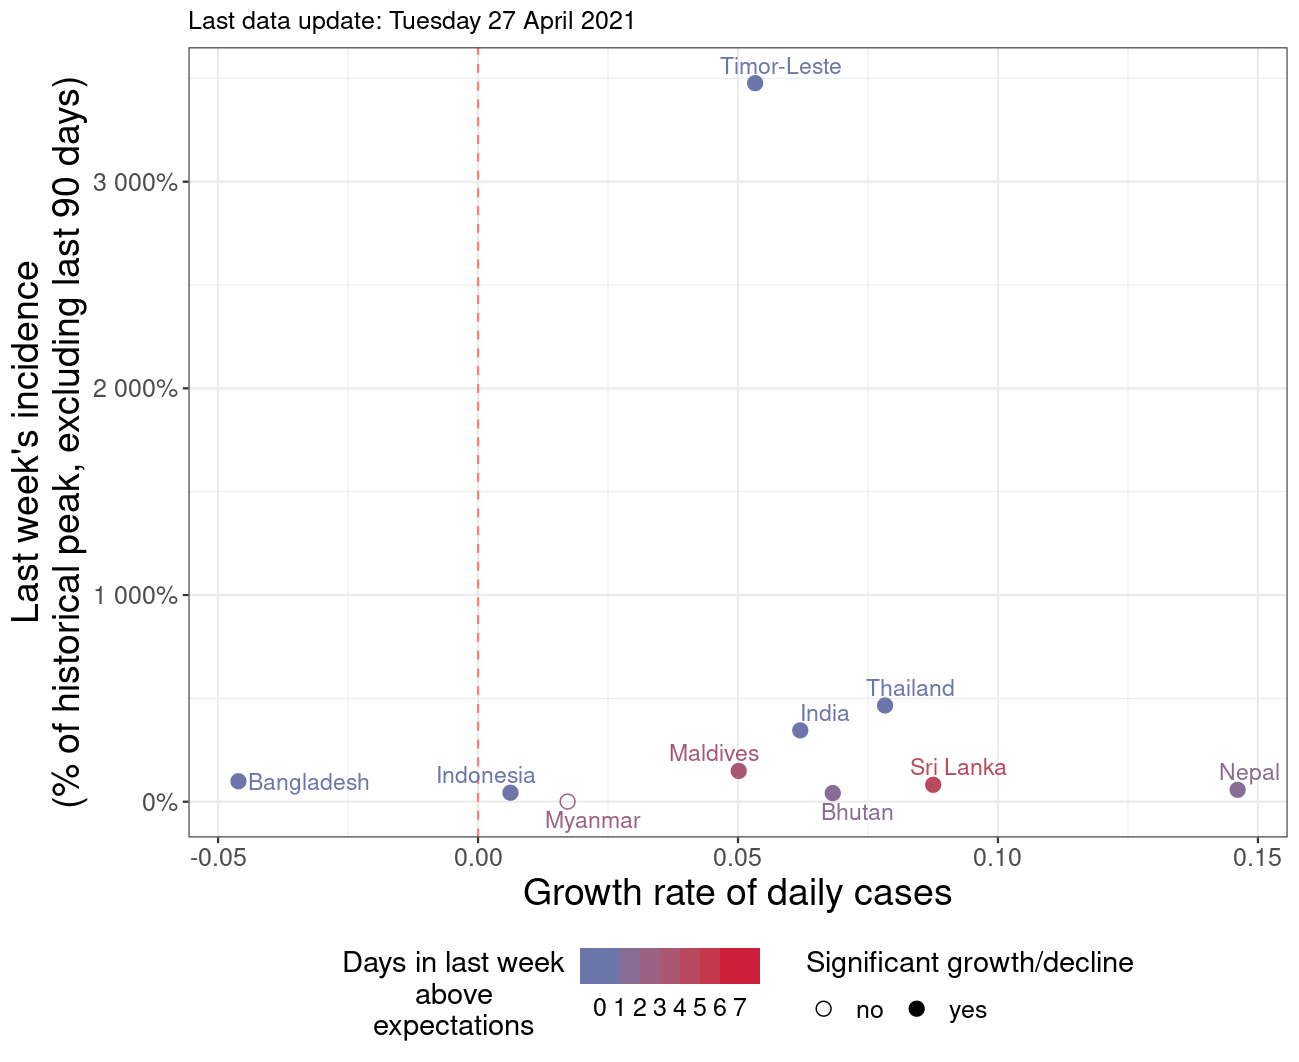 Last data update: Tuesday 27 April 2021
Last week's incidence
(% of historical peak, excluding last 90 days)
3 000%
2 000%
1 000%
0%
Timor-Leste
Thailand
India
Maldives
Sri Lanka
Nepal
Bangladesh
Indonesia
Bhutan
Myanmar
-0.05
0.00
0.05
0.10
0.15
Growth rate of daily cases
Days in last week
above
expectations
0 1 2 3 4 5 6 7
Significant growth/decline
no
yes